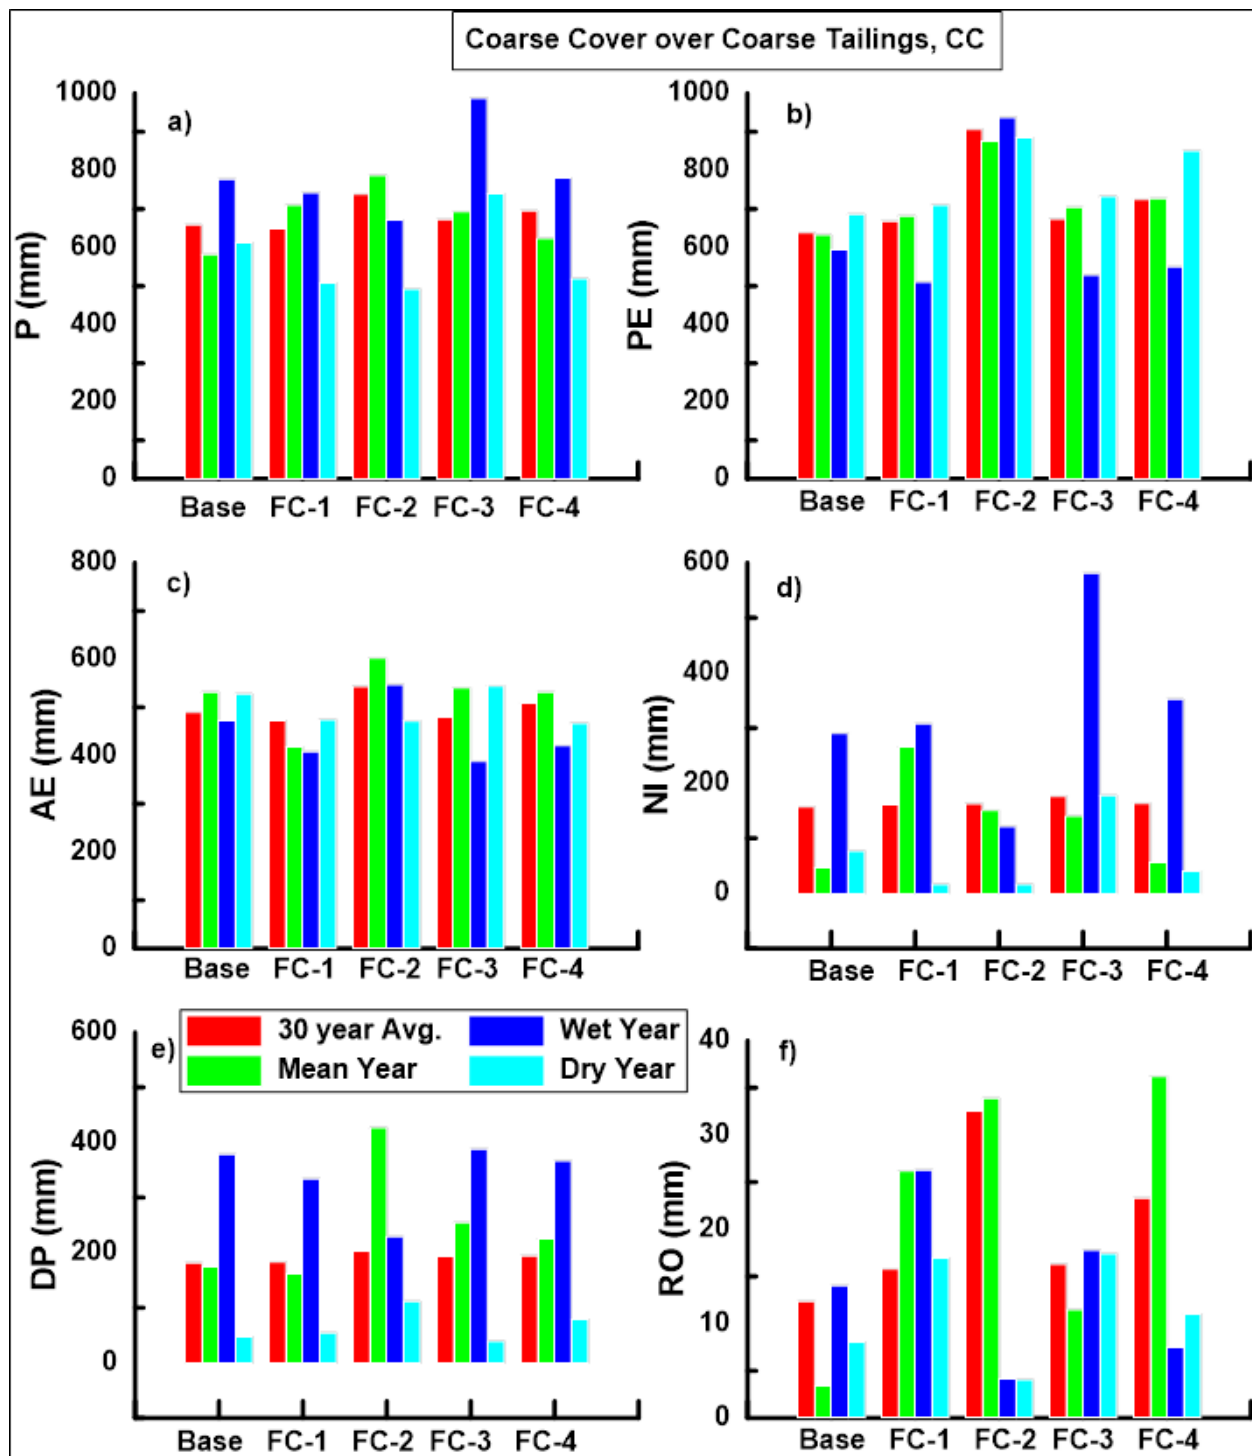 Coarse Cover over Coarse Tailings, CC
a)
P (mm)
1000
800
600
400
200
0
Base FC-1 FC-2 FC-3 FC-4
b)
PE (mm)
1000
800
600
400
200
0
Base FC-1 FC-2 FC-3 FC-4
c)
AE (mm)
800
600
400
200
0
Base FC-1 FC-2 FC-3 FC-4
d)
NI (mm)
600
400
200
0
Base FC-1 FC-2 FC-3 FC-4
e)
30 year Avg. Wet Year
Mean Year Dry Year
DP (mm)
600
400
200
0
Base FC-1 FC-2 FC-3 FC-4
f)
RO (mm)
40
30
20
10
0
Base FC-1 FC-2 FC-3 FC-4